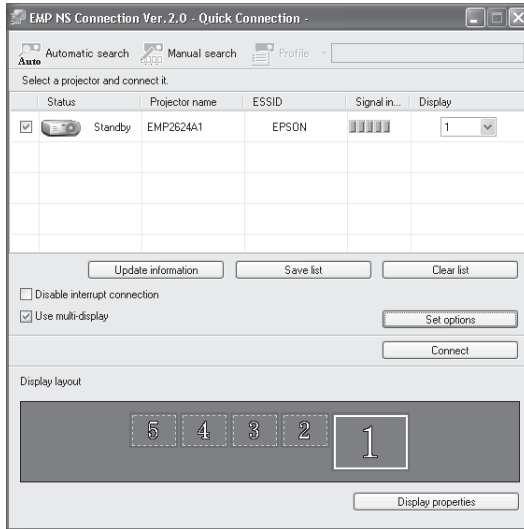 EMP NS Connection Ver.2.0 - Quick Connection -
Auto Automatic search Manual search Profile
Select a projector and connect it.
Status Projector name ESSID Signal in... Display
Standby EMP2624A1 EPSON 1
Update information Save list Clear list
Disable interrupt connection
Use multi-display Set options
Connect
Display layout
5 4 3 2 1
Display properties